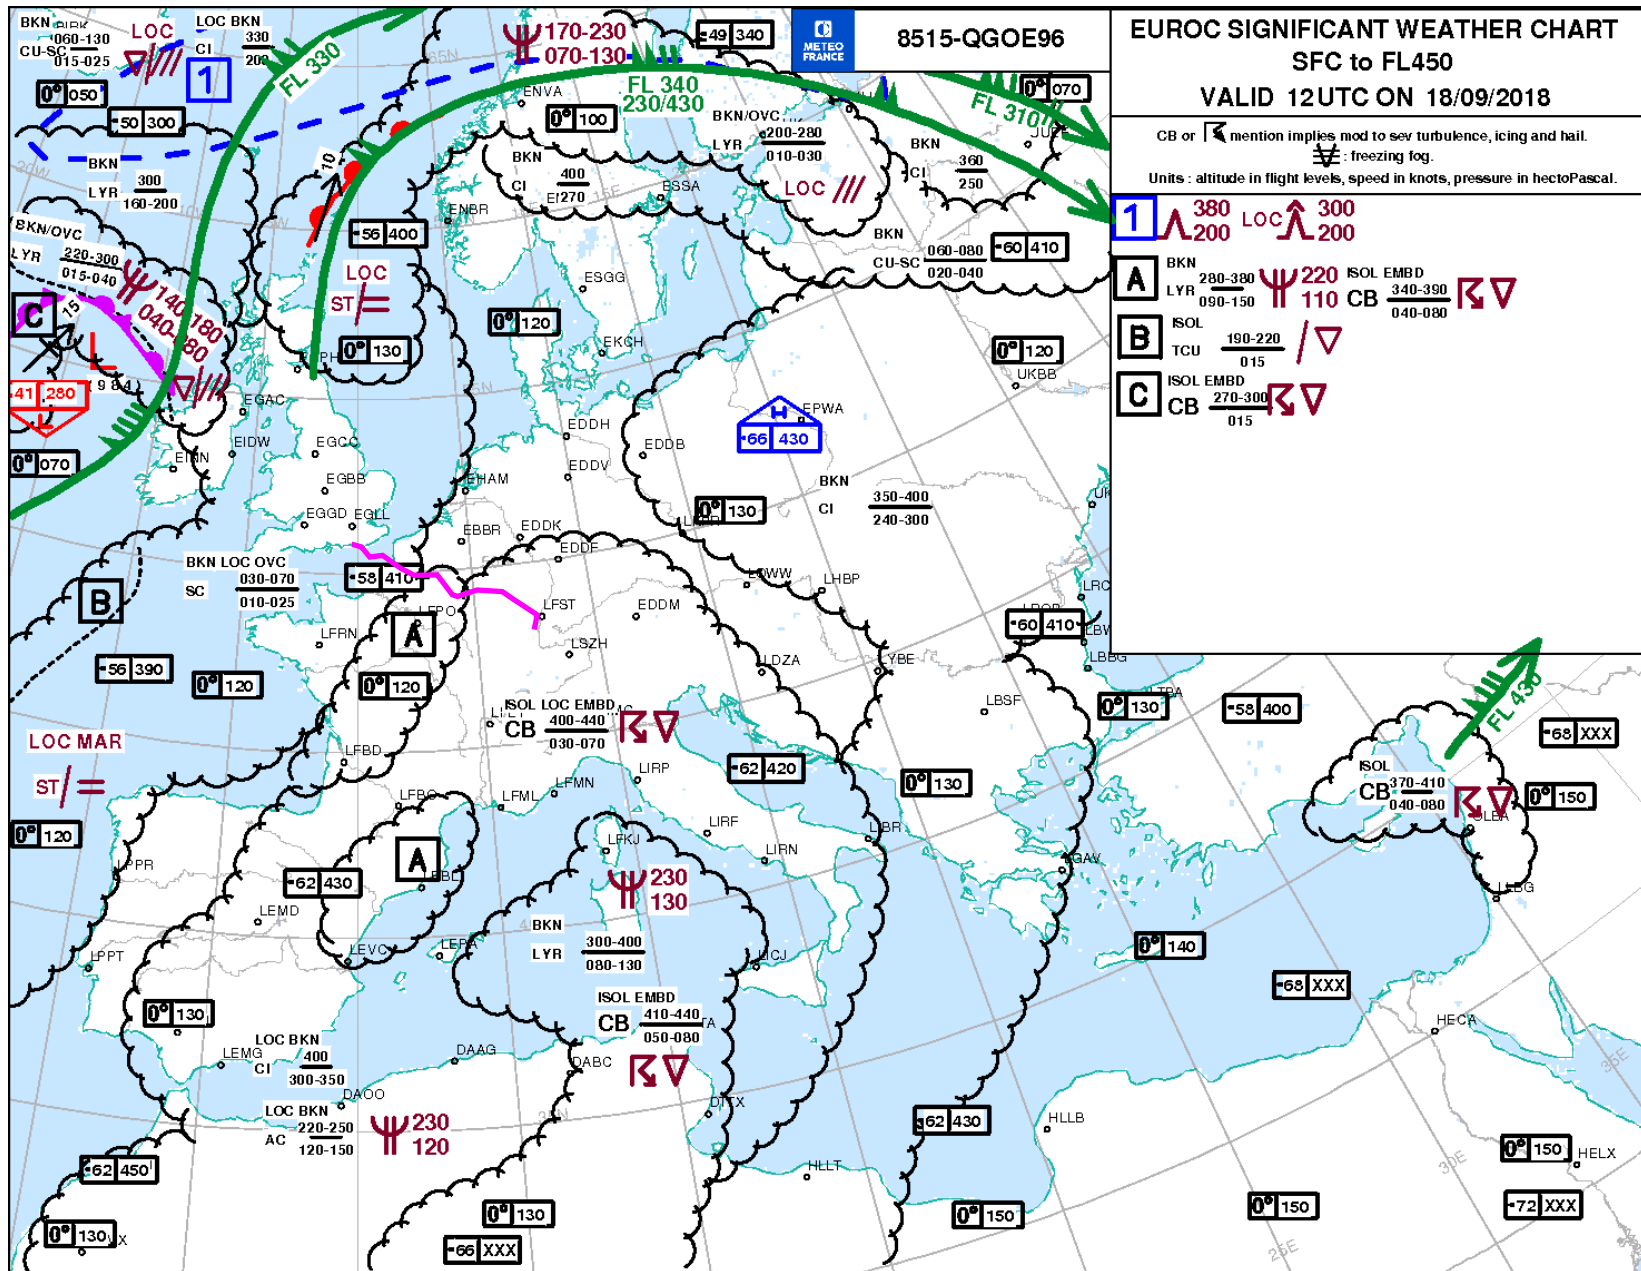 EUROC SIGNIFICANT WEATHER CHART
SFC to FL450
VALID 12UTC ON 18/09/2018
CB or mention implies mod to sev turbulence, icing and hail.
: freezing fog.
Units : altitude in flight levels, speed in knots, pressure in hectoPascal.
METEO
FRANCE
8515-QGOE96
1
380
200
LOC
300
200
A
BKN
LYR
280-380
090-150
220
110
ISOL EMBD
CB
340-390
040-080
B
ISOL
TCU
190-220
015
C
ISOL EMBD
CB
270-300
015
BKN
CU-SC
060-130
015-025
LOC
LOC BKN
CI
330
1
0°050
-50 300
FL 330
170-230
070-130
-49 340
FL 340
230/430
FL 310
0°070
65N
ENVA
0°100
BKN/OVC
LYR
200-280
010-030
BKN
CI
360
250
BKN
LYR
300
160-200
10
BKN
CI
400
270
ESSA
LOC
ENBR
-56 400
BKN
CU-SC
060-080
020-040
-60 410
BKN/OVC
LYR
220-300
015-040
140-180
040-080
LOC
ST
ESGG
C
15
L
(984)
0°120
EKCH
0°130
0°120
UKBB
-41 280
L
EGAC
EPWA
H
-66 430
EIDW
EGCC
EDDH
EDDB
0°070
EINN
EDDV
EGBB
EHAM
BKN
CI
350-400
240-300
0°130
EGGD
EGLL
EBBR
EDDK
EDDF
BKN LOC OVC
SC
030-070
010-025
-58 410
LOWW
LHBP
B
LFPO
LFST
EDDM
A
LFRN
LSZH
-60 410
LBBG
-56 390
0°120
0°120
LDZA
LYBE
LBSF
0°130
LTBA
-58 400
FL 430
-68 XXX
LOC MAR
ST
ISOL LOC EMBD
CB
400-440
030-070
LFBD
-62 420
LIRP
0°130
ISOL
CB
370-410
040-080
0°150
OLBA
LFBO
LFML
LFMN
0°120
LIRF
LIBR
LFKJ
LIRN
LGAV
A
LPPR
-62 430
230
130
LLBG
LEMD
BKN
LYR
300-400
080-130
LEVC
LEPA
LICJ
LPPT
0°140
-68 XXX
ISOL EMBD
CB
410-440
050-080
0°130
HECA
35E
LOC BKN
CI
400
300-350
LEMG
DAAG
DABC
DAOO
DTTX
LOC BKN
AC
220-250
120-150
230
120
-62 430
HLLB
-62 450
HLLT
30E
0°150
HELX
0°130
0°130
-66 XXX
0°150
0°150
-72 XXX
25E